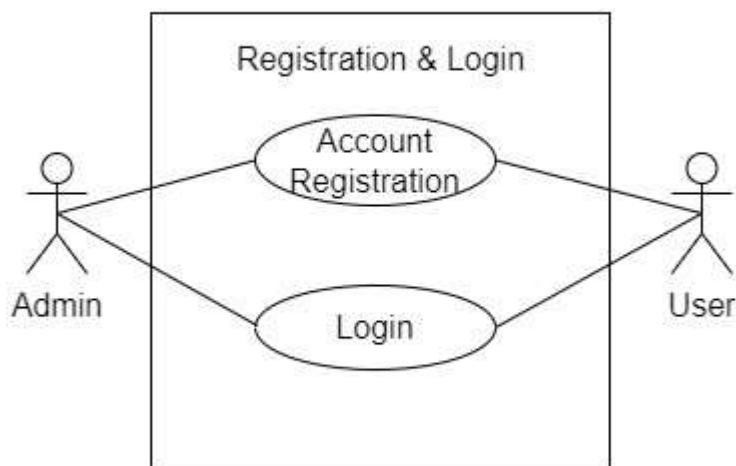 Registration & Login
Account
Registration
Admin
Login
User